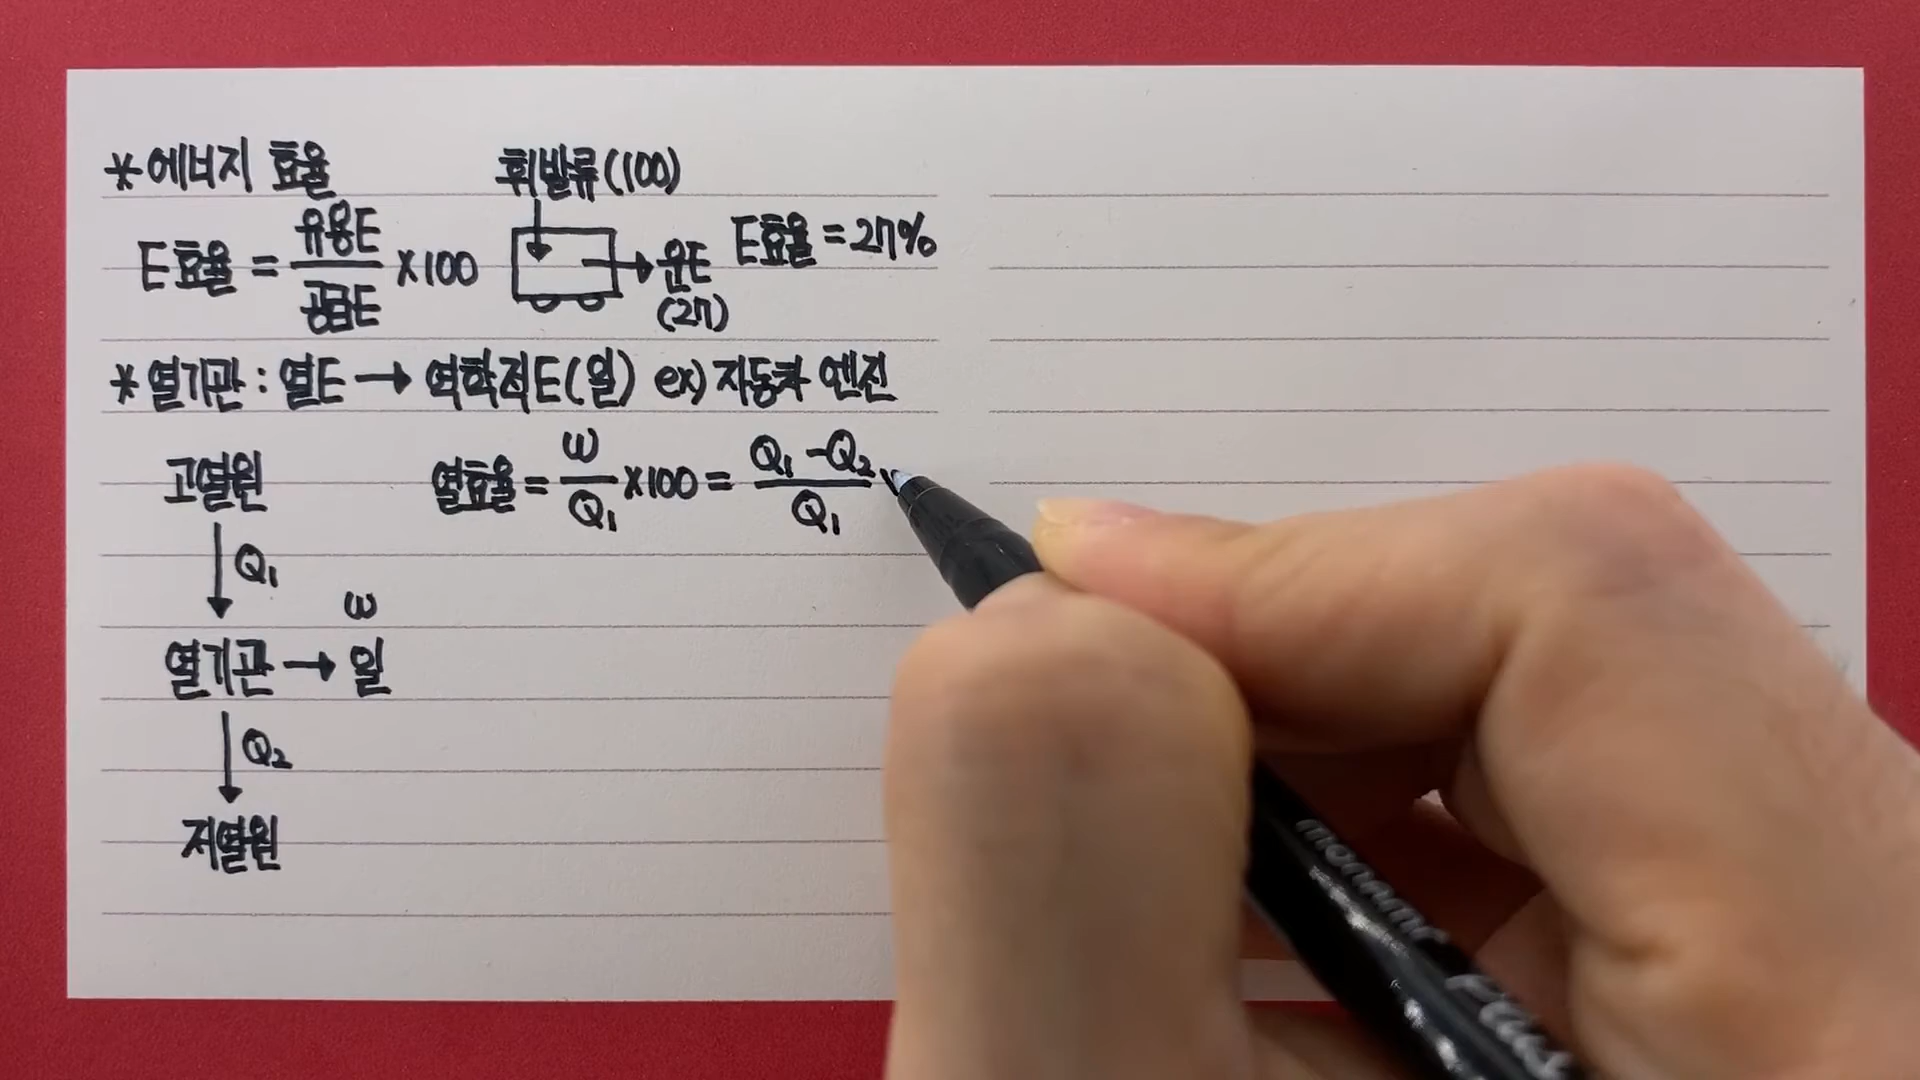 *에너지 효율
E효율 = 유용E/공급E ×100
휘발류(100)
운E
(27)
E효율 = 27%
*열기관 : 열E → 역학적E(일) ex) 자동차 엔진
고열원
↓ Q₁
열기관 → 일
ω
↓ Q₂
저열원
열효율 = ω/Q₁ ×100 = Q₁-Q₂/Q₁
monami
Plus